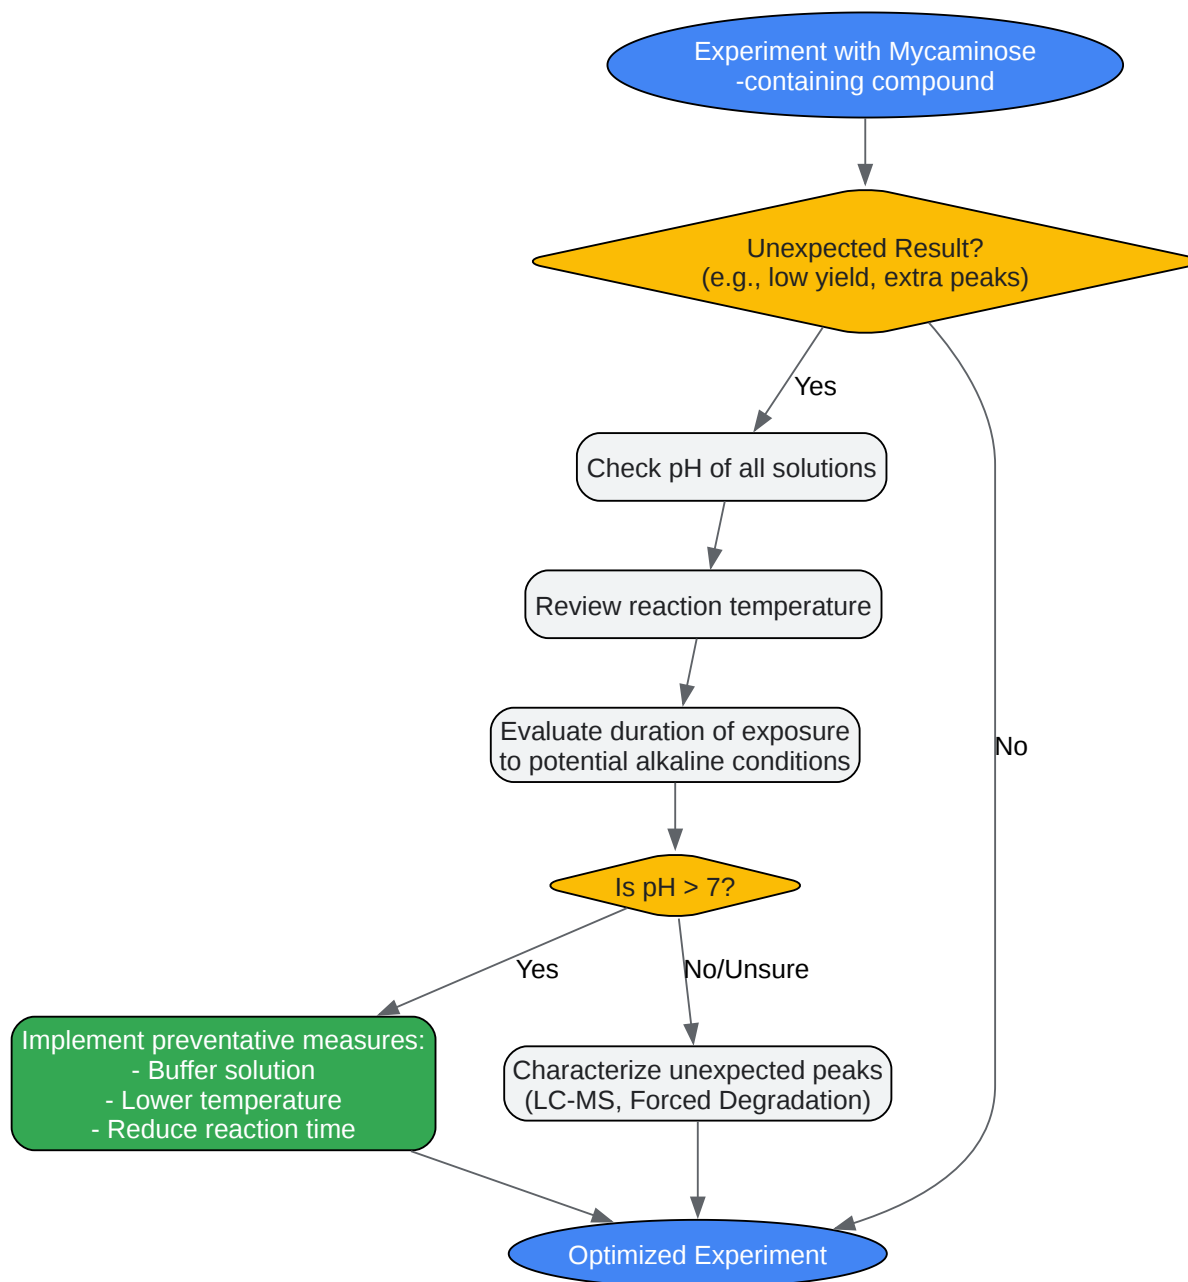 Experiment with Mycaminose
-containing compound
Unexpected Result?
(e.g., low yield, extra peaks)
Yes
Check pH of all solutions
Review reaction temperature
Evaluate duration of exposure
to potential alkaline conditions
No
Is pH > 7?
Yes
No/Unsure
Implement preventative measures:
- Buffer solution
- Lower temperature
- Reduce reaction time
Characterize unexpected peaks
(LC-MS, Forced Degradation)
Optimized Experiment